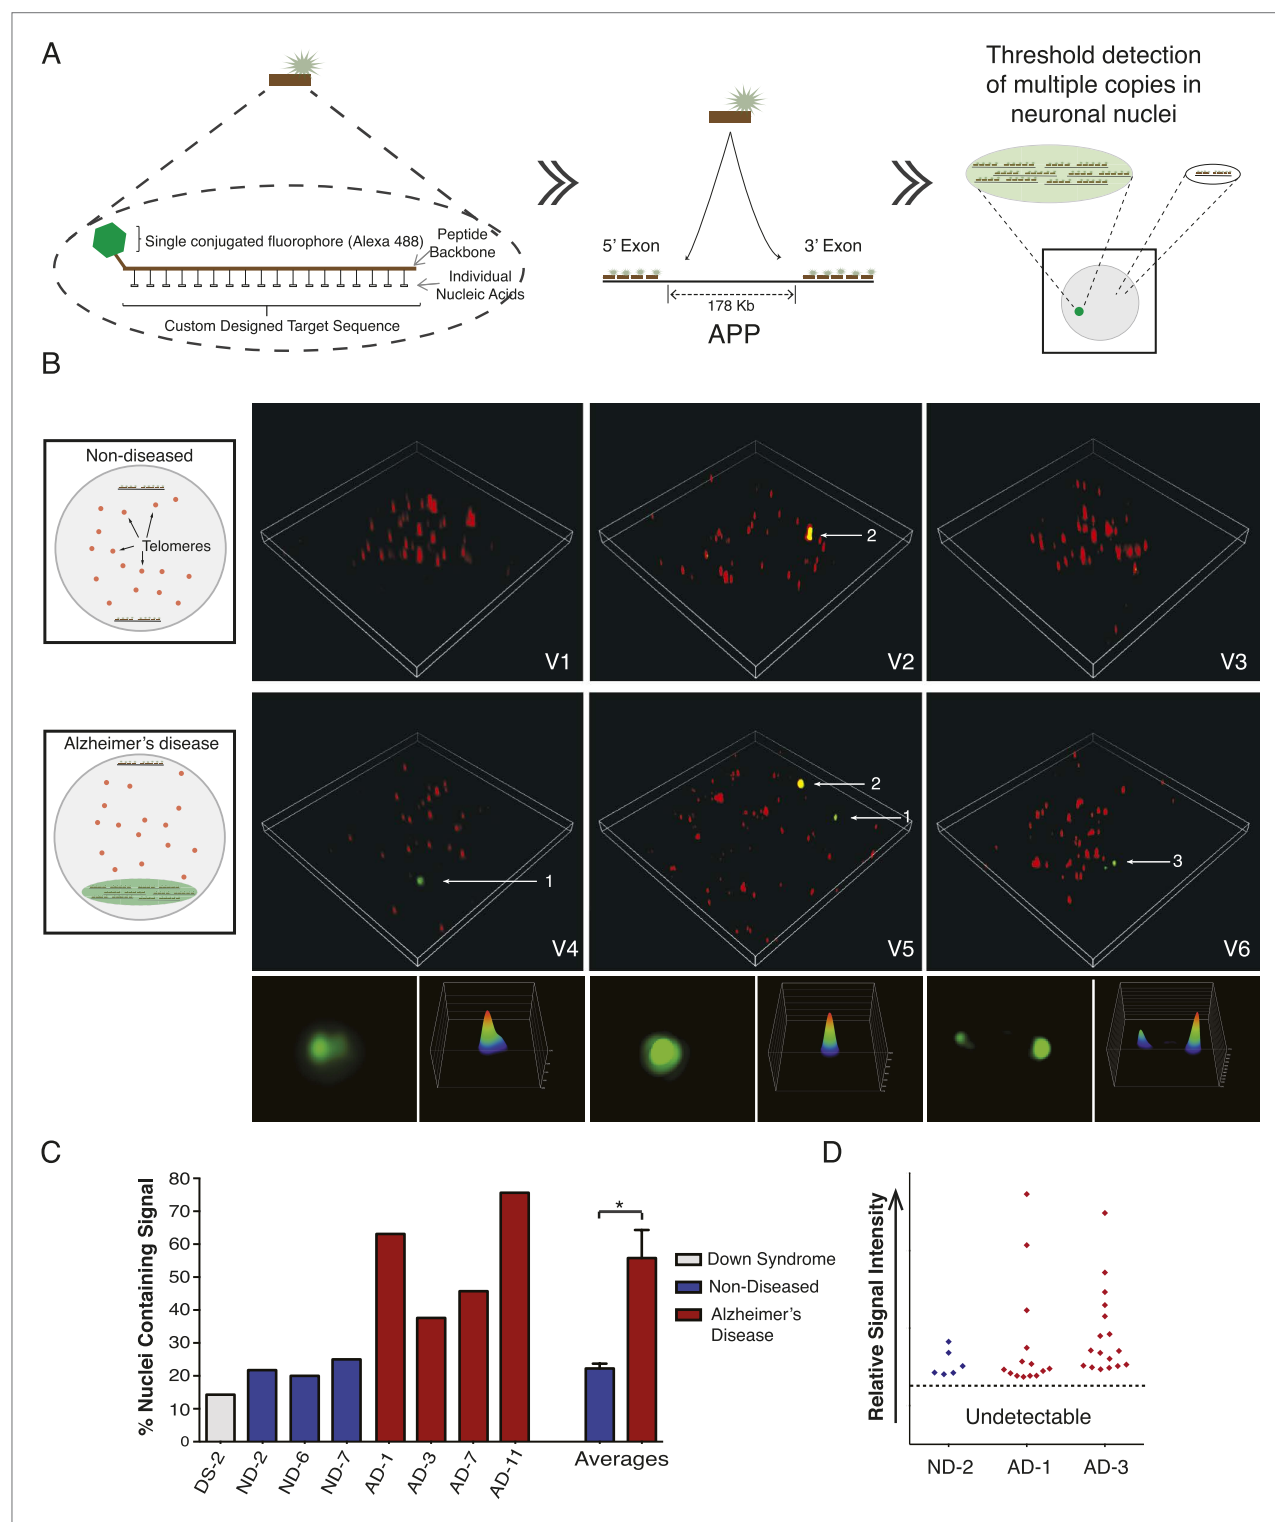 A
Single conjugated fluorophore (Alexa 488)
Peptide
Backbone
Individual
Nucleic Acids
Custom Designed Target Sequence
5' Exon
3' Exon
178 Kb
APP
Threshold detection
of multiple copies in
neuronal nuclei
B
Non-diseased
Telomeres
V1
2
V2
V3
Alzheimer's disease
1
V4
2
1
V5
3
V6
C
% Nuclei Containing Signal
80
70
60
50
40
30
20
10
0
DS-2
ND-2
ND-6
ND-7
AD-1
AD-3
AD-7
AD-11
Averages
*
Down Syndrome
Non-Diseased
Alzheimer's
Disease
D
Relative Signal Intensity
Undetectable
ND-2
AD-1
AD-3